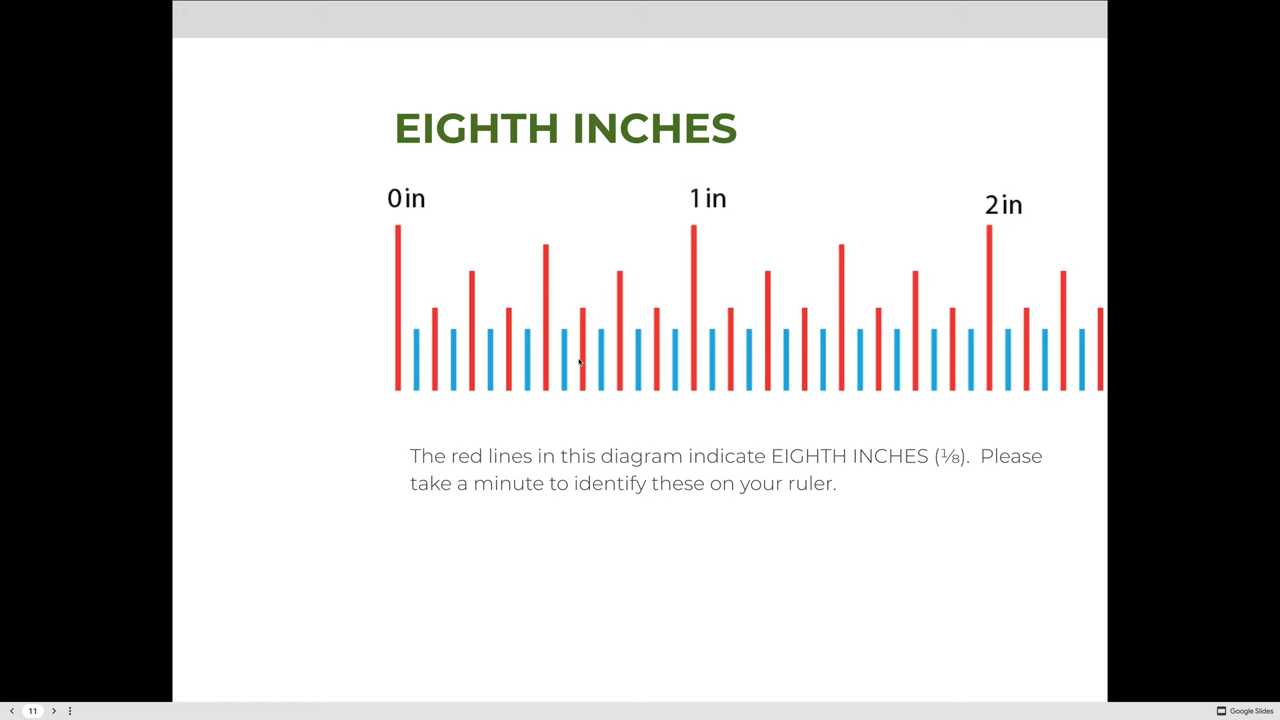 EIGHTH INCHES
0 in
1 in
2 in
The red lines in this diagram indicate EIGHTH INCHES (⅛).  Please
take a minute to identify these on your ruler.
11
Google Slides